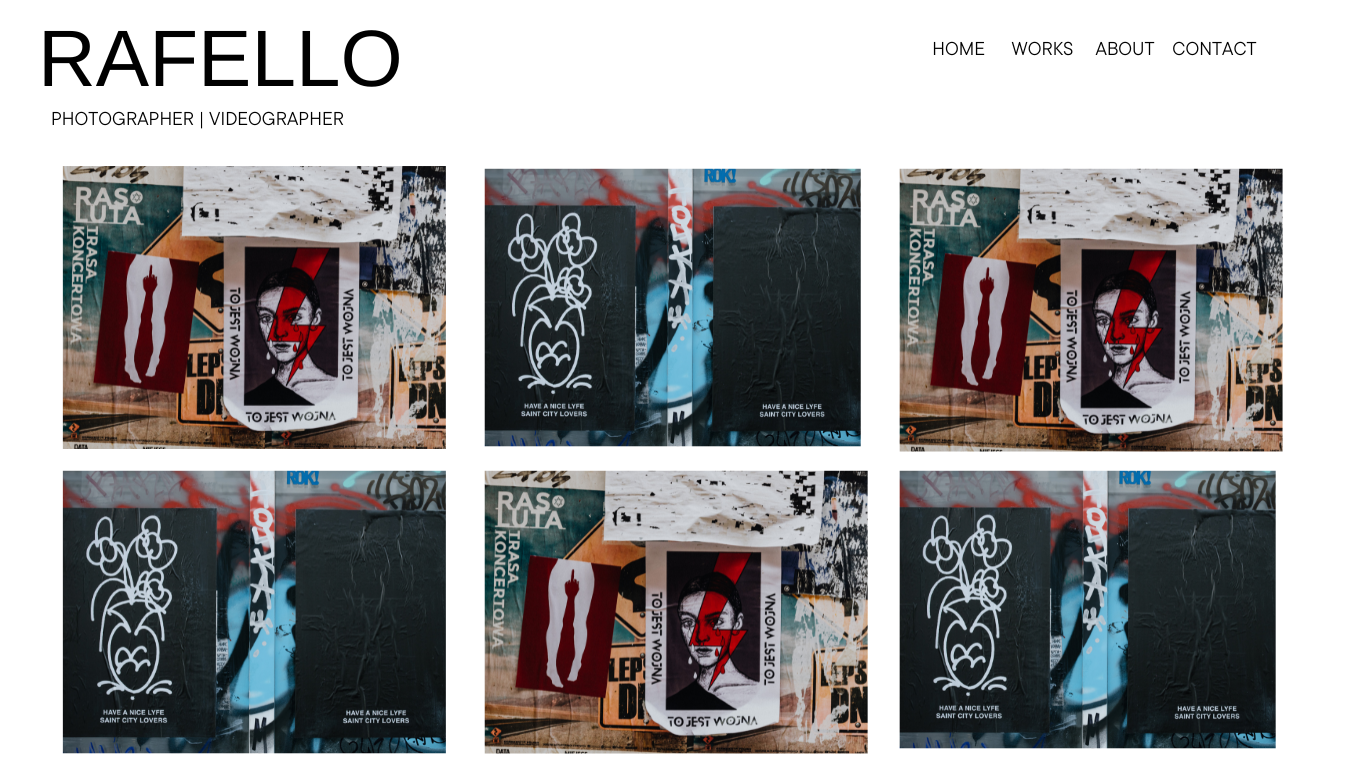 RAFELLO
HOME WORKS ABOUT CONTACT
PHOTOGRAPHER | VIDEOGRAPHER
RAS
LUTA
TRASA
KONCERTOWA
TO JEST WOJNA
TO JEST WOJNA
TO JEST WOJNA
LEP'S
RDK!
HAVE A NICE LYFE
SAINT CITY LOVERS
HAVE A NICE LYFE
SAINT CITY LOVERS
RAS
LUTA
TRASA
KONCERTOWA
TO JEST WOJNA
TO JEST WOJNA
TO JEST WOJNA
LEP'S
RDK!
HAVE A NICE LYFE
SAINT CITY LOVERS
HAVE A NICE LYFE
SAINT CITY LOVERS
RAS
LUTA
TRASA
KONCERTOWA
TO JEST WOJNA
TO JEST WOJNA
TO JEST WOJNA
LEP'S
RDK!
HAVE A NICE LYFE
SAINT CITY LOVERS
HAVE A NICE LYFE
SAINT CITY LOVERS